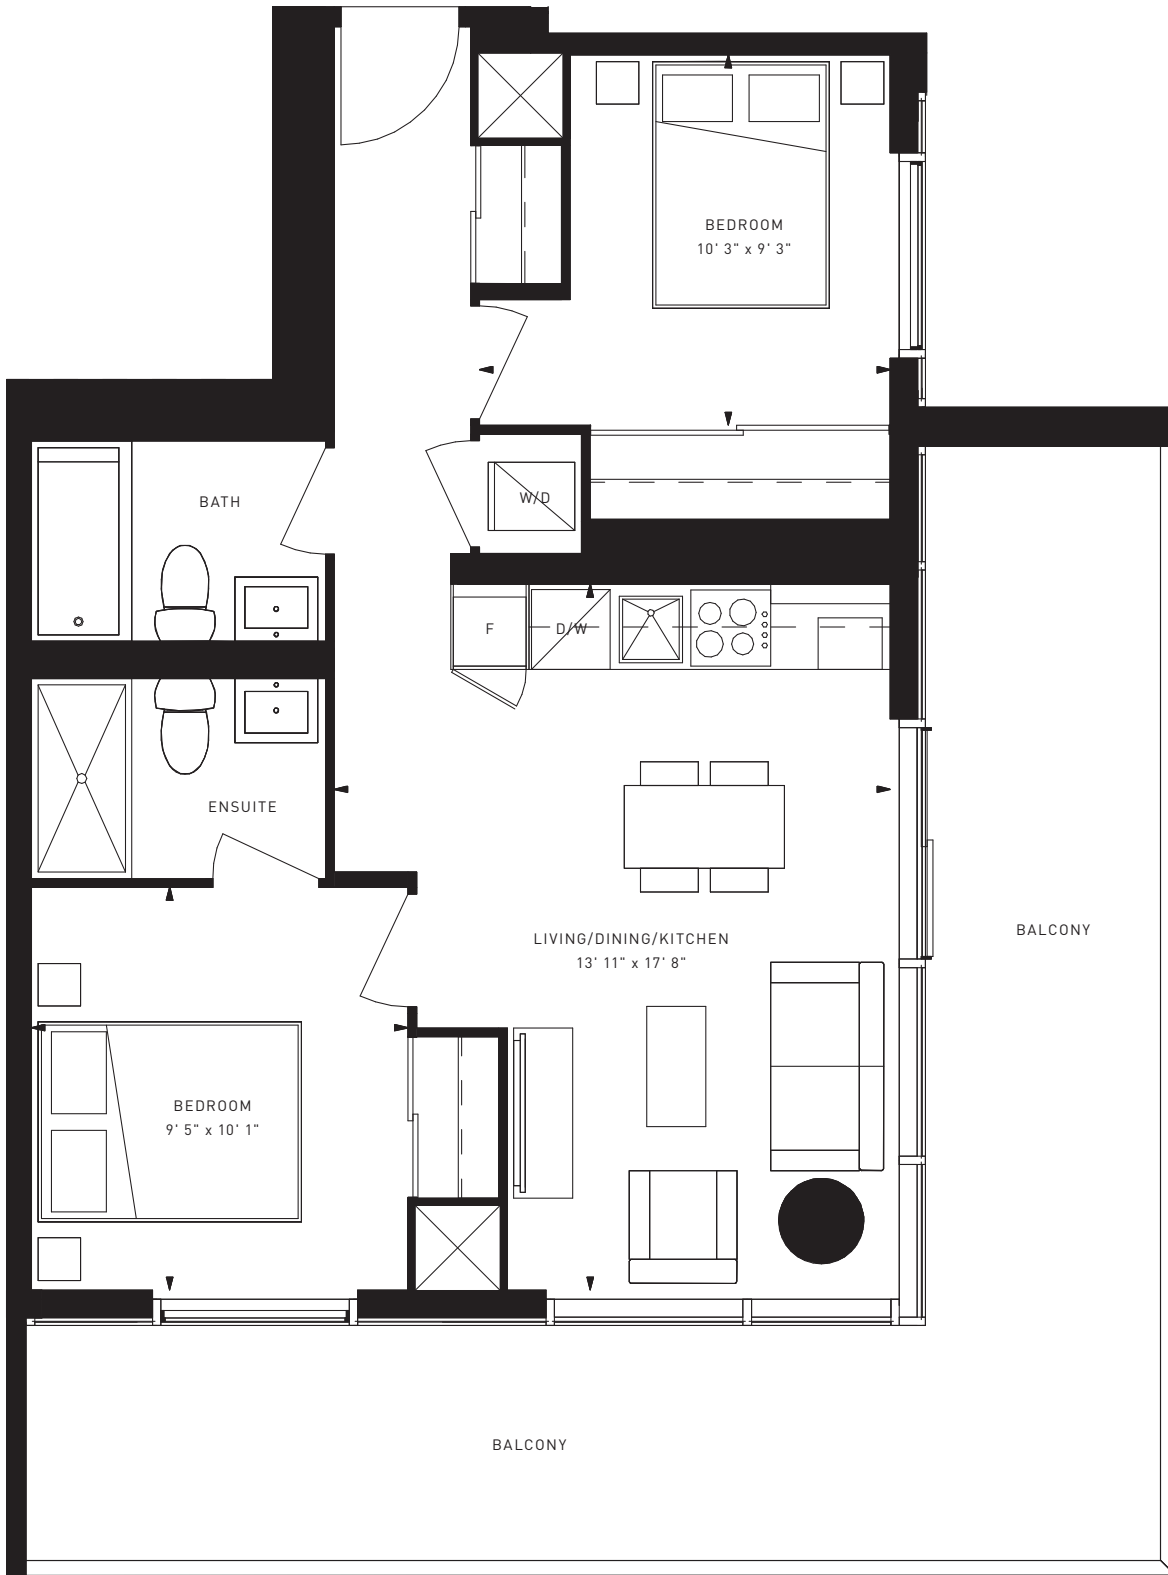 BEDROOM
10' 3" x 9' 3"
BATH
W/D
F
D/W
ENSUITE
LIVING/DINING/KITCHEN
13' 11" x 17' 8"
BALCONY
BEDROOM
9' 5" x 10' 1"
BALCONY